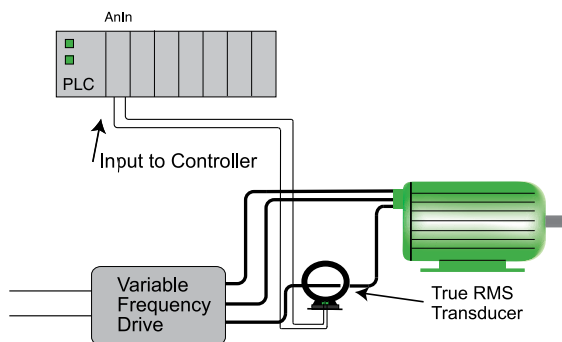 AnIn
PLC
Input to Controller
Variable
Frequency
Drive
True RMS
Transducer